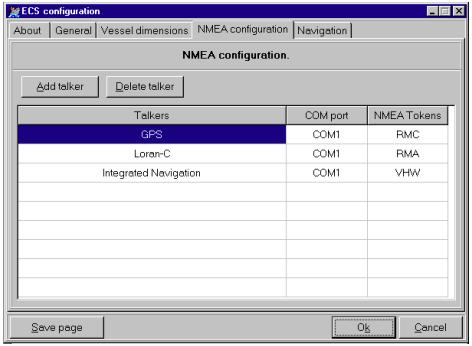 ECS configuration
About General Vessel dimensions NMEA configuration Navigation
NMEA configuration.
Add talker Delete talker
Talkers COM port NMEA Tokens
GPS COM1 RMC
Loran-C COM1 RMA
Integrated Navigation COM1 VHW
Save page Ok Cancel